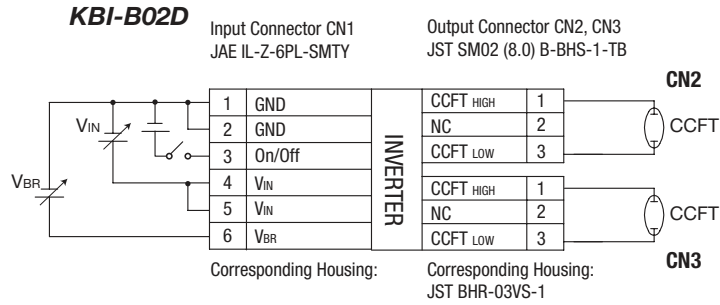 KBI-B02D
Input Connector CN1
JAE IL-Z-6PL-SMTY
Output Connector CN2, CN3
JST SM02 (8.0) B-BHS-1-TB
CN2
1 GND
2 GND
3 On/Off
4 VIN
5 VIN
6 VBR
VIN
VBR
INVERTER
CCFT HIGH 1
NC 2
CCFT LOW 3
CCFT
CCFT HIGH 1
NC 2
CCFT LOW 3
CCFT
CN3
Corresponding Housing:
Corresponding Housing:
JST BHR-03VS-1